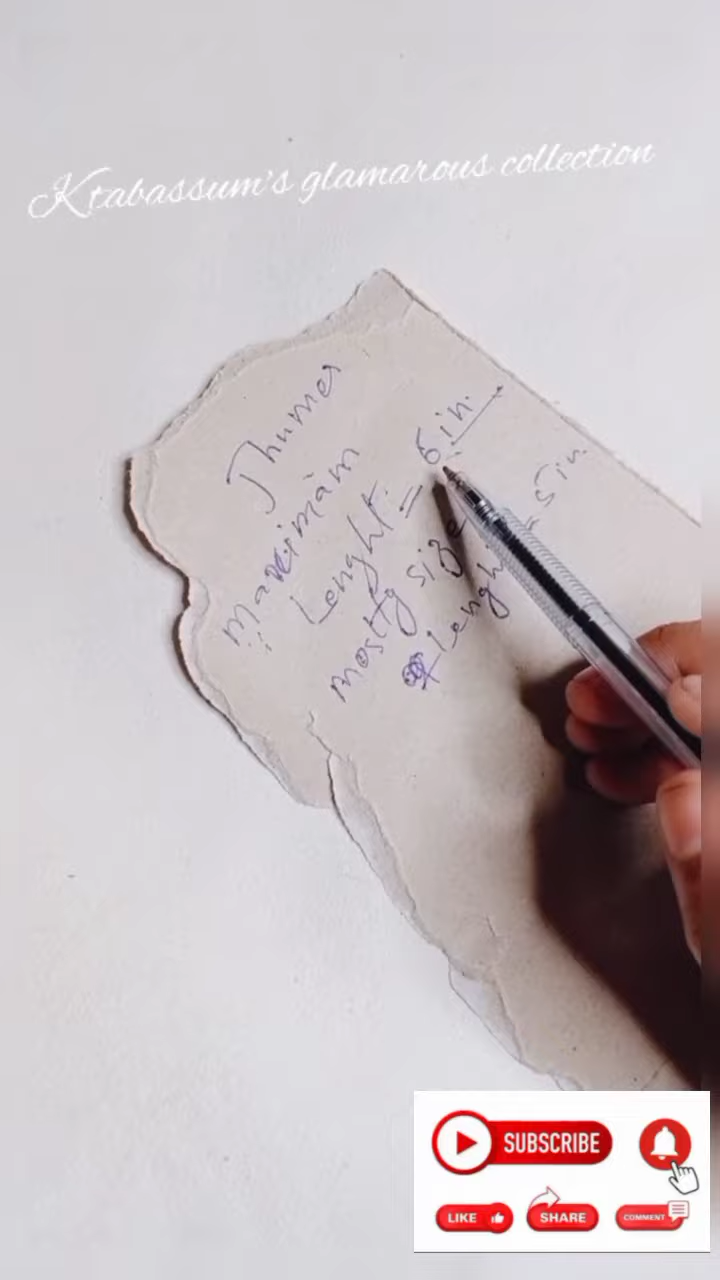 Ktabassum's glamarous collection
Jhumer
Maximam
Lenght = 6 in.
mostly size
lenght = 5 in.
SUBSCRIBE
LIKE
SHARE
COMMENT